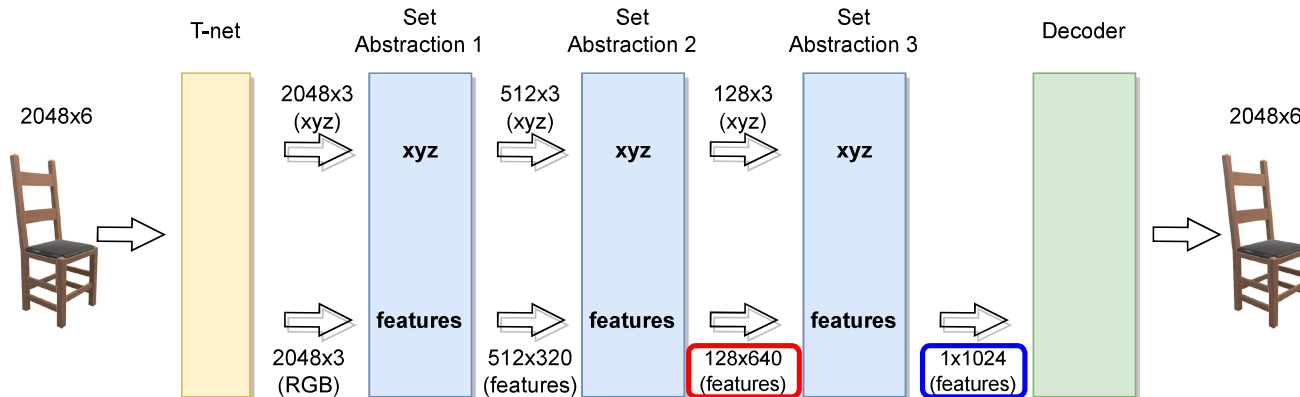 T-net
Set
Abstraction 1
Set
Abstraction 2
Set
Abstraction 3
Decoder
2048x6
2048x3
(xyz)
512x3
(xyz)
128x3
(xyz)
2048x6
xyz
xyz
xyz
features
features
features
2048x3
(RGB)
512x320
(features)
128x640
(features)
1x1024
(features)